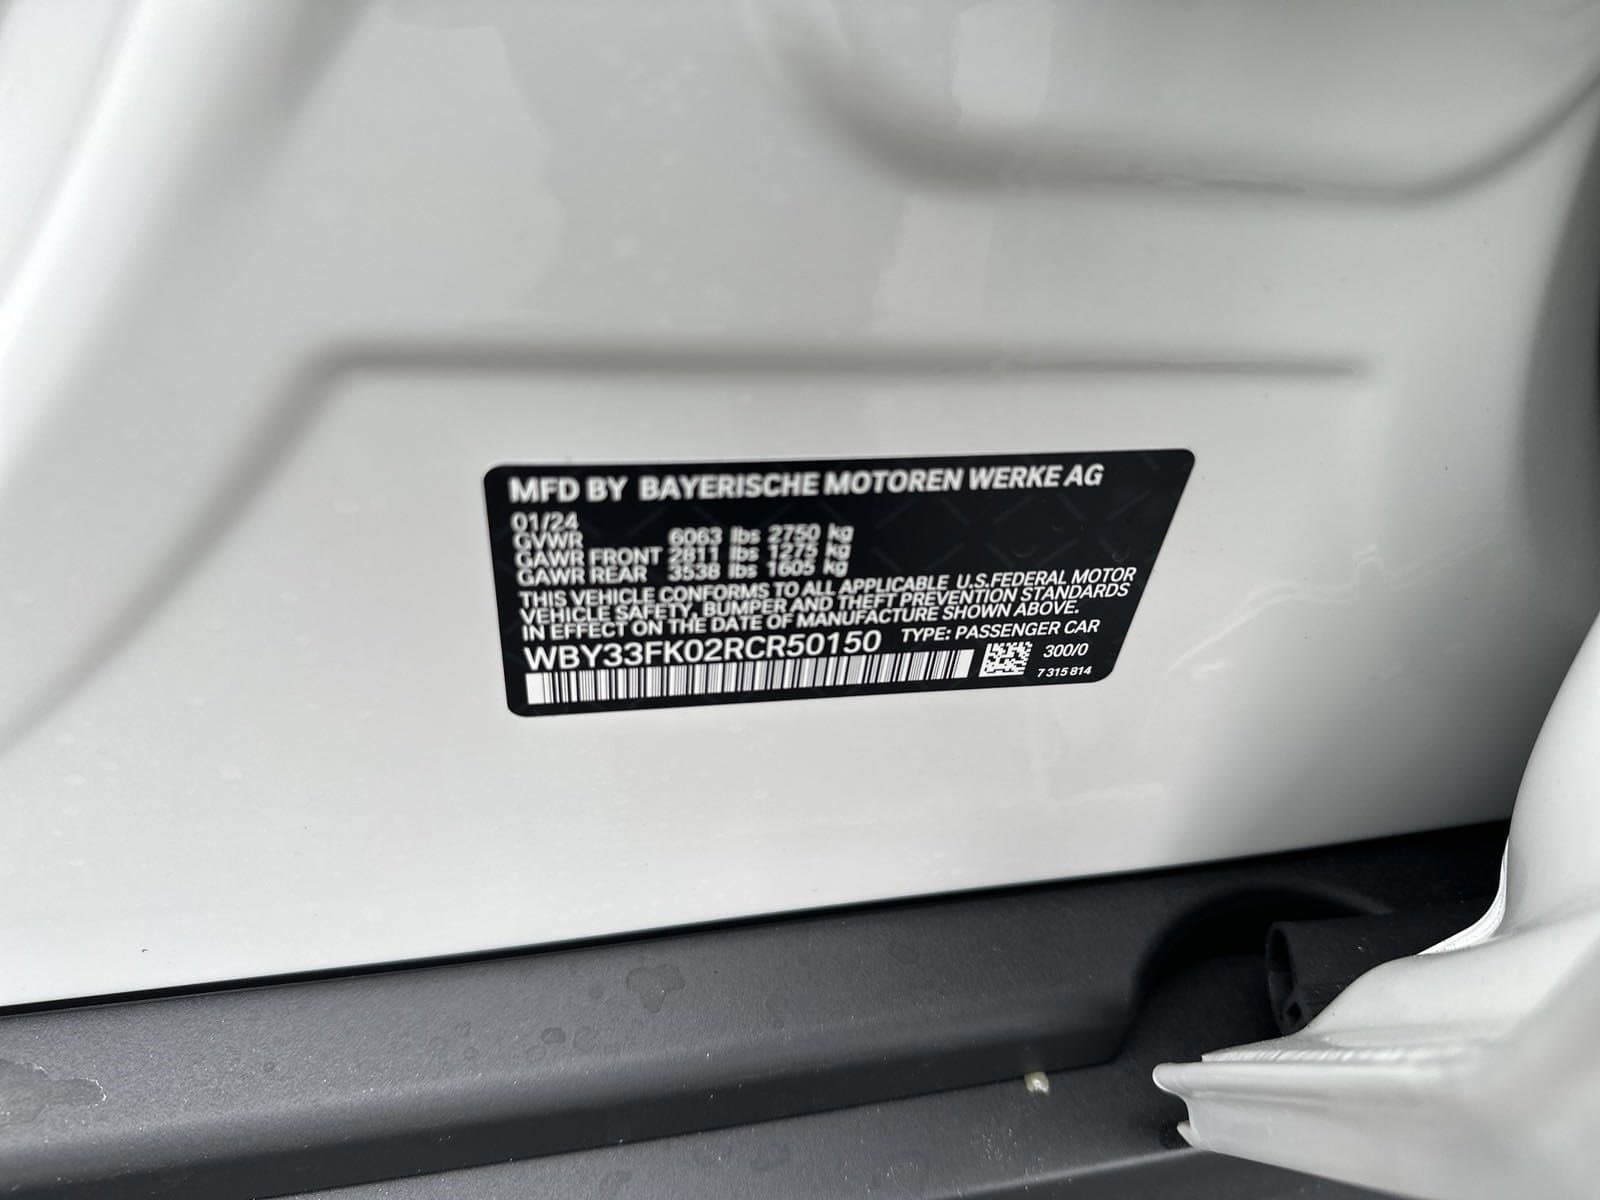 MFD BY BAYERISCHE MOTOREN WERKE AG
01/24
GVWR 6063 lbs 2750 kg
GAWR FRONT 2811 lbs 1275 kg
GAWR REAR 3538 lbs 1605 kg
THIS VEHICLE CONFORMS TO ALL APPLICABLE U.S.FEDERAL MOTOR
VEHICLE SAFETY, BUMPER AND THEFT PREVENTION STANDARDS
IN EFFECT ON THE DATE OF MANUFACTURE SHOWN ABOVE.
WBY33FK02RCR50150 TYPE: PASSENGER CAR
300/0
7 315 814